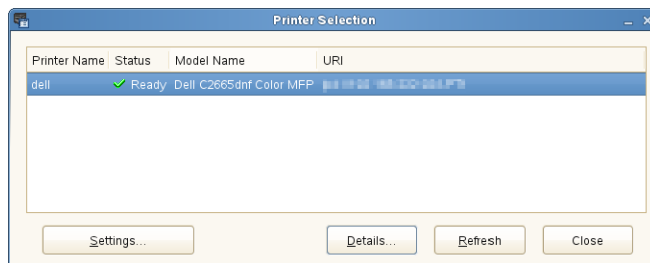 Printer Selection
Printer Name Status Model Name URI
dell Ready Dell C2665dnf Color MFP
Settings... Details... Refresh Close